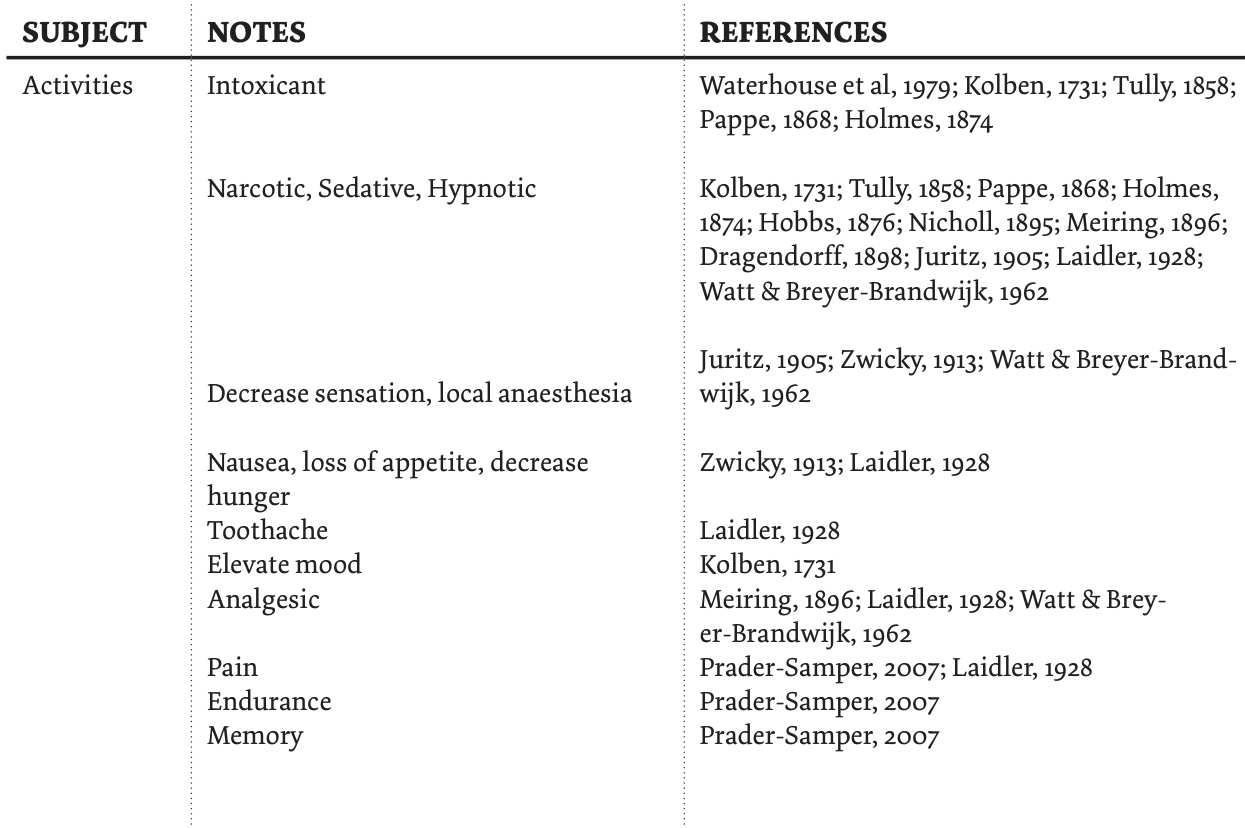 SUBJECT NOTES REFERENCES
Activities Intoxicant Waterhouse et al, 1979; Kolben, 1731; Tully, 1858;
Pappe, 1868; Holmes, 1874
Narcotic, Sedative, Hypnotic Kolben, 1731; Tully, 1858; Pappe, 1868; Holmes,
1874; Hobbs, 1876; Nicholl, 1895; Meiring, 1896;
Dragendorff, 1898; Juritz, 1905; Laidler, 1928;
Watt & Breyer-Brandwijk, 1962
Juritz, 1905; Zwicky, 1913; Watt & Breyer-Brand-
Decrease sensation, local anaesthesia wijk, 1962
Nausea, loss of appetite, decrease Zwicky, 1913; Laidler, 1928
hunger
Toothache Laidler, 1928
Elevate mood Kolben, 1731
Analgesic Meiring, 1896; Laidler, 1928; Watt & Brey-
er-Brandwijk, 1962
Pain Prader-Samper, 2007; Laidler, 1928
Endurance Prader-Samper, 2007
Memory Prader-Samper, 2007